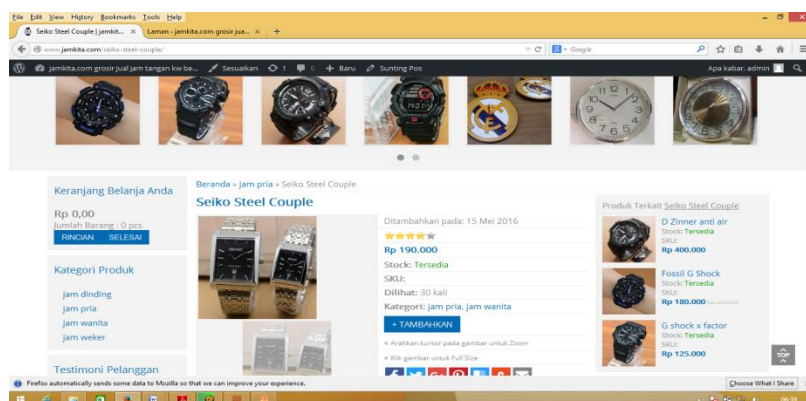 File Edit View History Bookmarks Tools Help
Seiko Steel Couple | jamkit... × Laman ‹ jamkita.com grosir jua... × +
www.jamkita.com/seiko-steel-couple/ Google
jamkita.com grosir jual jam tangan kw be... Sesuaikan 1 0 + Baru Sunting Pos Apa kabar, admin
Keranjang Belanja Anda
Rp 0,00
Jumlah Barang : 0 pcs
RINCIAN SELESAI
Kategori Produk
jam dinding
jam pria
jam wanita
jam weker
Testimoni Pelanggan
Beranda » jam pria » Seiko Steel Couple
Seiko Steel Couple
Ditambahkan pada: 15 Mei 2016
Rp 190.000
Stock: Tersedia
SKU:
Dilihat: 30 kali
Kategori: jam pria, jam wanita
+ TAMBAHKAN
« Arahkan kursor pada gambar untuk Zoom
« Klik gambar untuk Full Size
Produk Terkait Seiko Steel Couple
D Zinner anti air
Stock: Tersedia
SKU:
Rp 400.000
Fossil G Shock
Stock: Tersedia
SKU:
Rp 180.000
G shock x factor
Stock: Tersedia
SKU:
Rp 125.000
TOP
Firefox automatically sends some data to Mozilla so that we can improve your experience. Choose What I Share